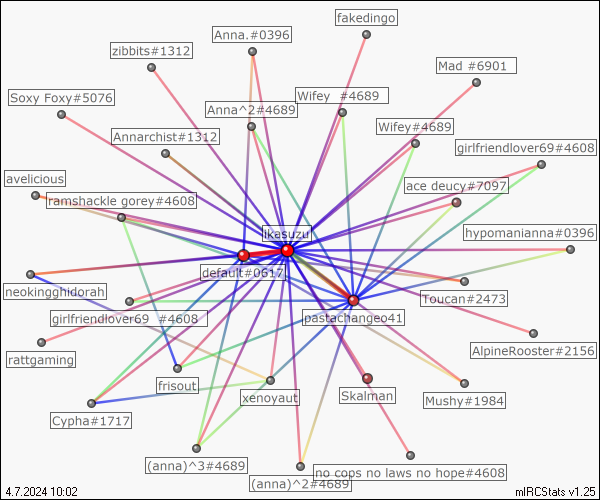 fakedingo
Anna.#0396
zibbits#1312
Mad #6901
Soxy Foxy#5076
Wifey  #4689
Anna^2#4689
Wifey#4689
Annarchist#1312
girlfriendlover69#4608
avelicious
ace deucy#7097
ramshackle gorey#4608
ikasuzu
hypomanianna#0396
default#0617
neokingghidorah
Toucan#2473
girlfriendlover69  #4608
pastachangeo41
rattgaming
AlpineRooster#2156
frisout
xenoyaut
Skalman
Mushy#1984
Cypha#1717
(anna)^3#4689
(anna)^2#4689
no cops no laws no hope#4608
4.7.2024 10:02
mIRCStats v1.25